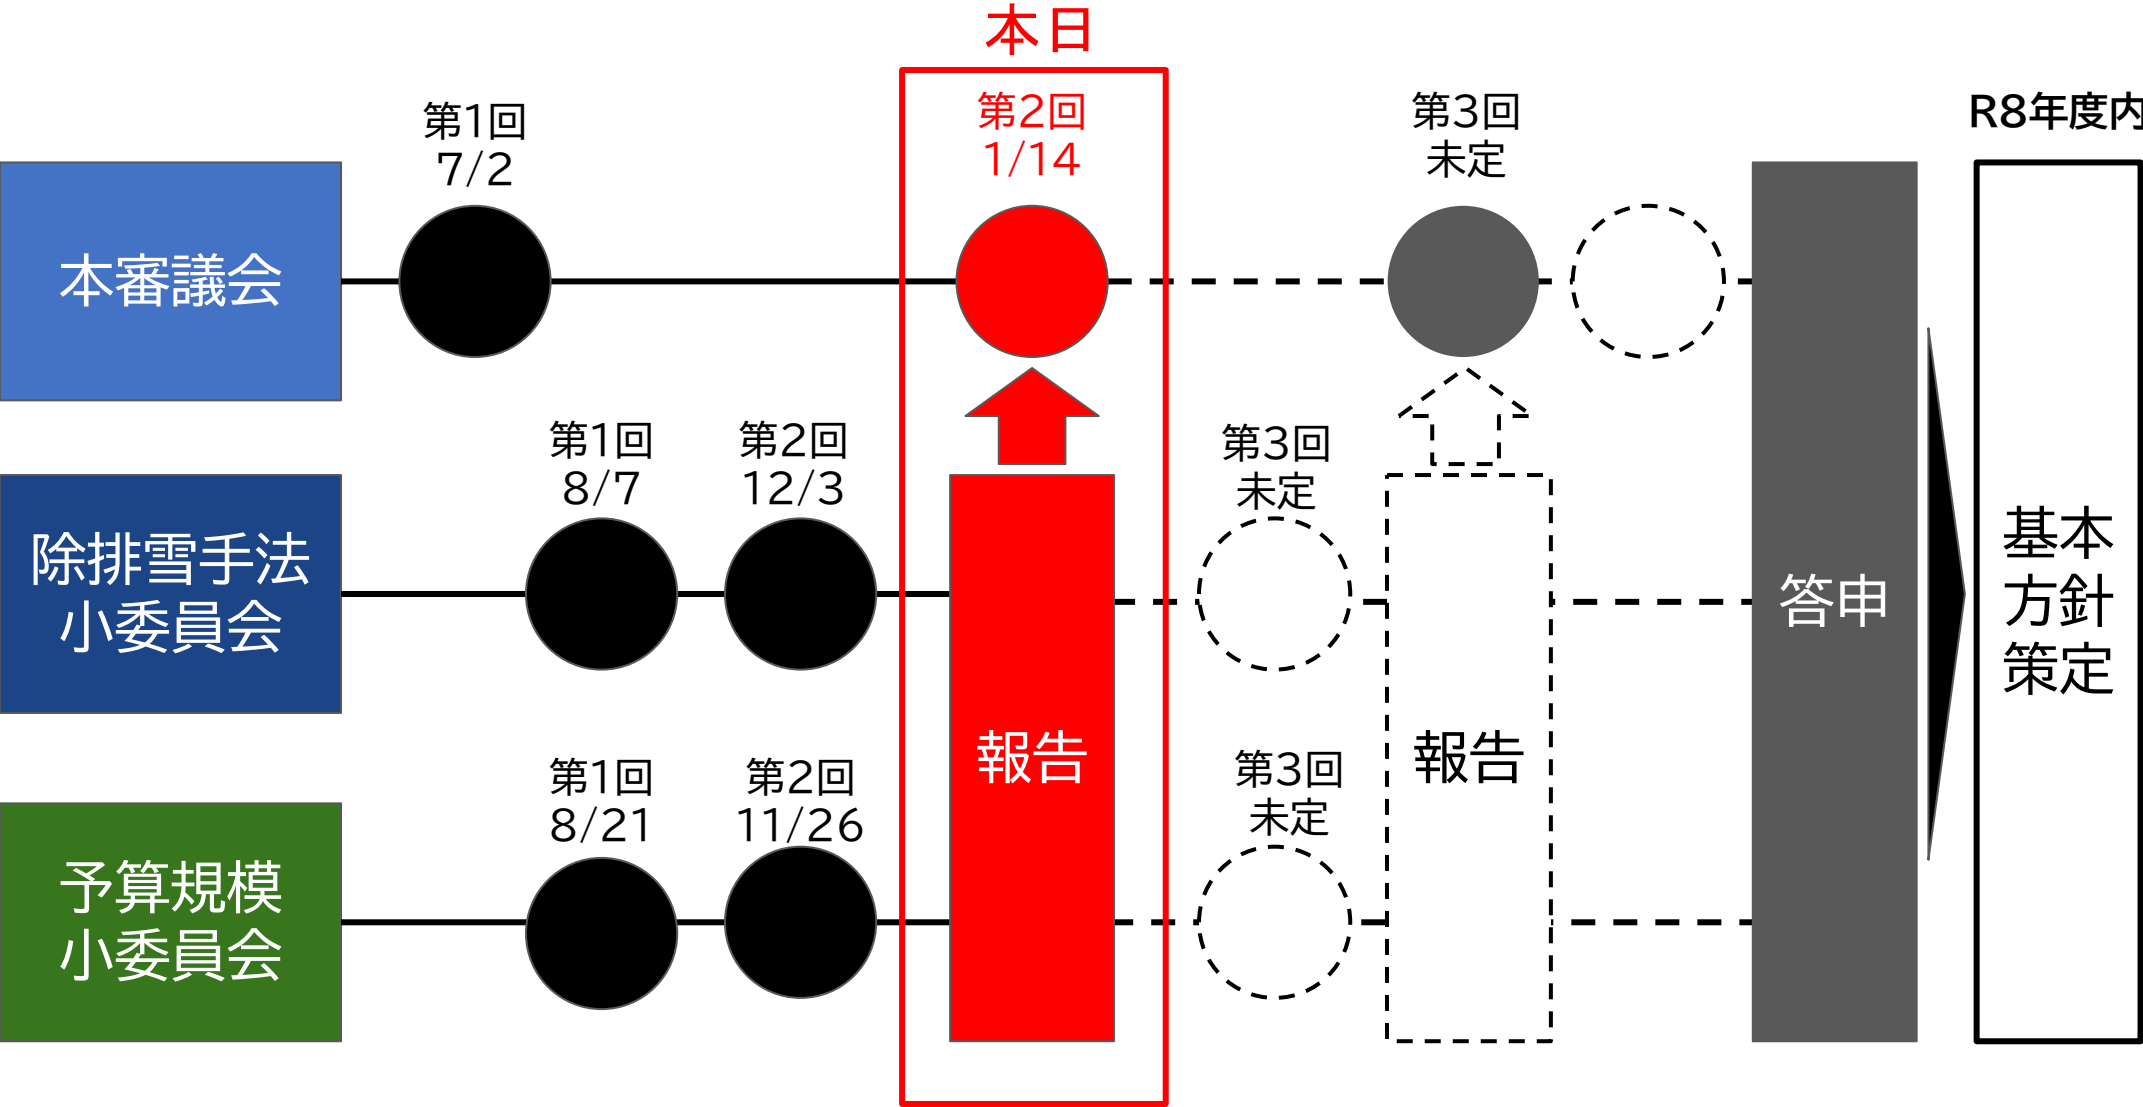 本日
第1回
7/2
第2回
1/14
第3回
未定
R8年度内
本審議会
第1回
8/7
第2回
12/3
第3回
未定
除排雪手法
小委員会
第1回
8/21
第2回
11/26
第3回
未定
予算規模
小委員会
報告
報告
答申
基本
方針
策定